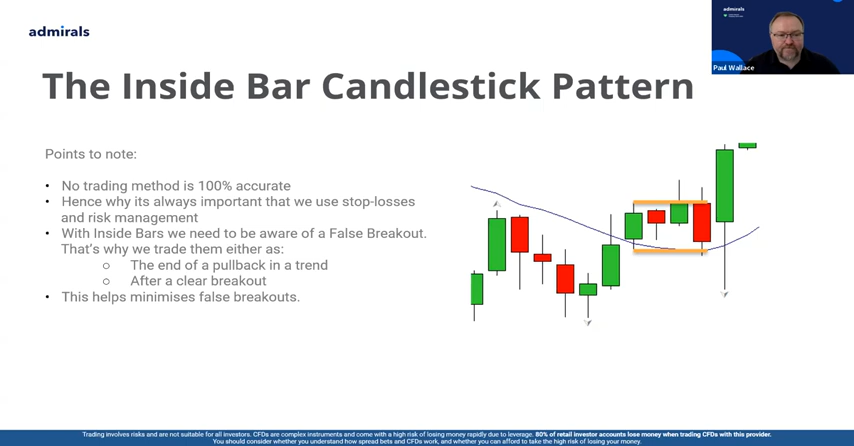 admirals
admirals
Paul Wallace
The Inside Bar Candlestick Pattern
Points to note:
• No trading method is 100% accurate
• Hence why its always important that we use stop-losses
and risk management
• With Inside Bars we need to be aware of a False Breakout.
That's why we trade them either as:
o The end of a pullback in a trend
o After a clear breakout
• This helps minimises false breakouts.
Trading involves risks and are not suitable for all investors. CFDs are complex instruments and come with a high risk of losing money rapidly due to leverage. 80% of retail investor accounts lose money when trading CFDs with this provider.
You should consider whether you understand how spread bets and CFDs work, and whether you can afford to take the high risk of losing your money.